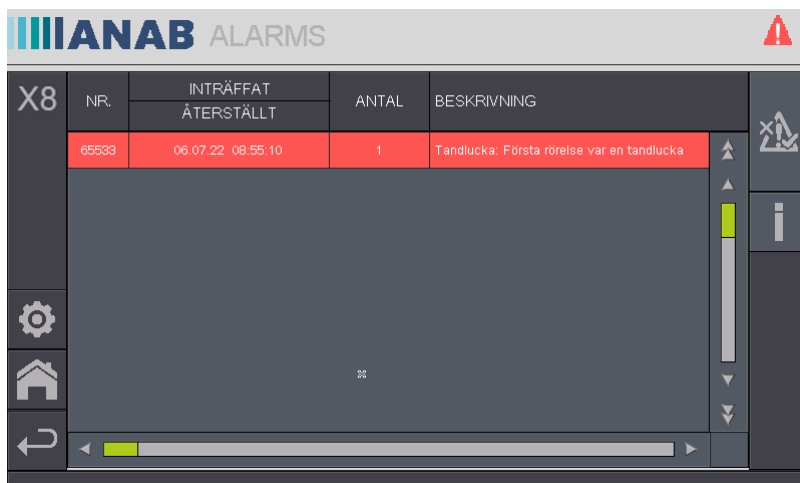 ANAB ALARMS
X8
NR.
INTRÄFFAT
ÅTERSTÄLLT
ANTAL
BESKRIVNING
65533 06.07.22 08:55:10 1 Tandlucka: Första rörelse var en tandlucka